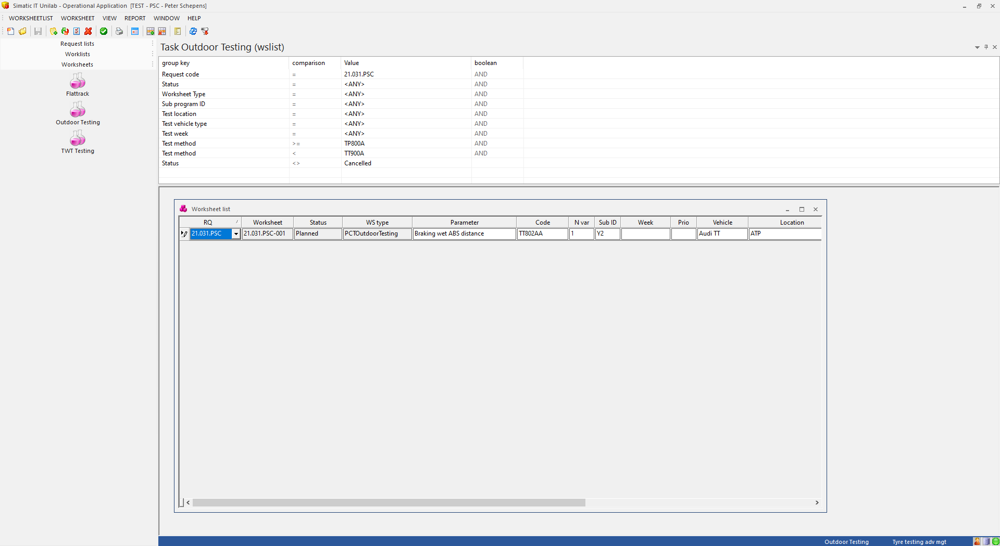 Simatic IT Unilab - Operational Application [TEST - PSC - Peter Schepens]
WORKSHEETLIST WORKSHEET VIEW REPORT WINDOW HELP
Request lists
Worklists
Worksheets
Flattrack
Outdoor Testing
TWT Testing
Task Outdoor Testing (wslist)
group key comparison Value boolean
Request code = 21.031.PSC AND
Status = <ANY> AND
Worksheet Type = <ANY> AND
Sub program ID = <ANY> AND
Test location = <ANY> AND
Test vehicle type = <ANY> AND
Test week = <ANY> AND
Test method >= TP800A AND
Test method < TT900A AND
Status <> Cancelled
Worksheet list
RQ Worksheet Status WS type Parameter Code N var Sub ID Week Prio Vehicle Location
21.031.PSC 21.031.PSC-001 Planned PCTOutdoorTesting Braking wet ABS distance TT802AA 1 Y2 Audi TT ATP
Outdoor Testing Tyre testing adv mgt